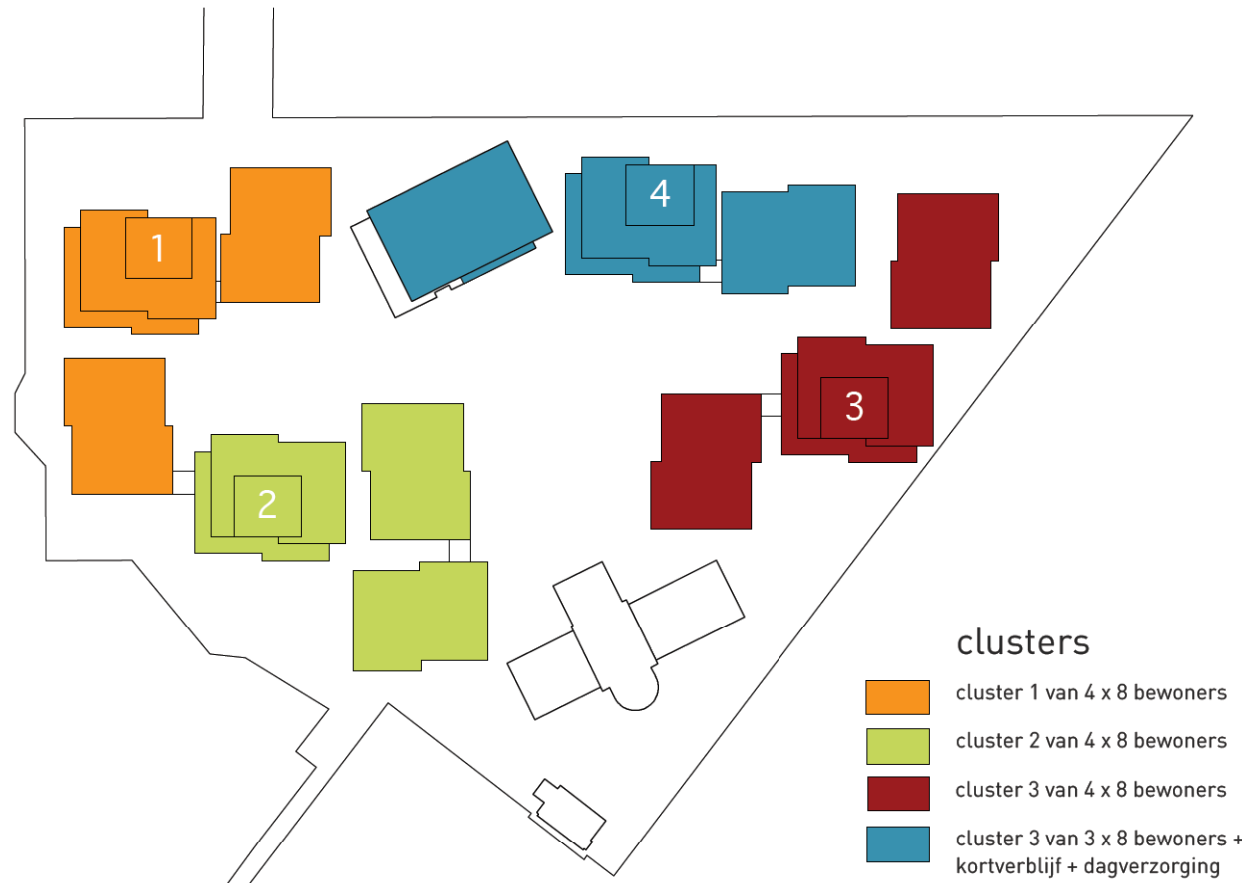 1
4
3
2
clusters
cluster 1 van 4 x 8 bewoners
cluster 2 van 4 x 8 bewoners
cluster 3 van 4 x 8 bewoners
cluster 3 van 3 x 8 bewoners +
kortverblijf + dagverzorging